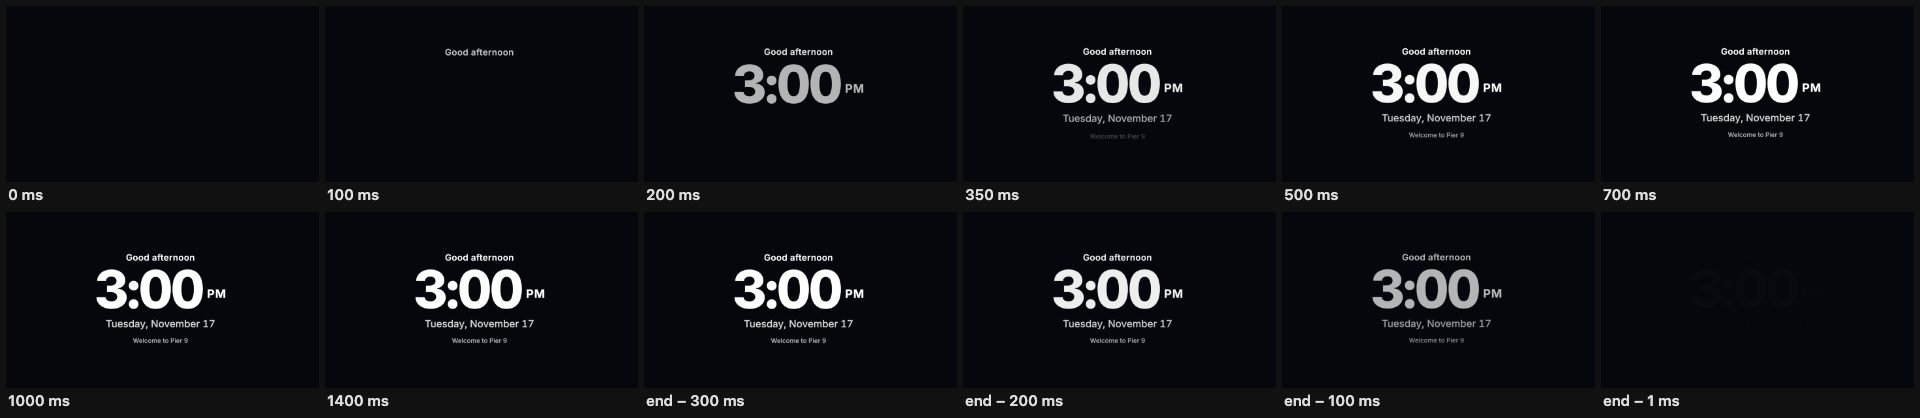 0 ms
Good afternoon
100 ms
Good afternoon
3:00 PM
200 ms
Good afternoon
3:00 PM
Tuesday, November 17
Welcome to Pier 9
350 ms
Good afternoon
3:00 PM
Tuesday, November 17
Welcome to Pier 9
500 ms
Good afternoon
3:00 PM
Tuesday, November 17
Welcome to Pier 9
700 ms
Good afternoon
3:00 PM
Tuesday, November 17
Welcome to Pier 9
1000 ms
Good afternoon
3:00 PM
Tuesday, November 17
Welcome to Pier 9
1400 ms
Good afternoon
3:00 PM
Tuesday, November 17
Welcome to Pier 9
end – 300 ms
Good afternoon
3:00 PM
Tuesday, November 17
Welcome to Pier 9
end – 200 ms
Good afternoon
3:00 PM
Tuesday, November 17
Welcome to Pier 9
end – 100 ms
3:00
end – 1 ms